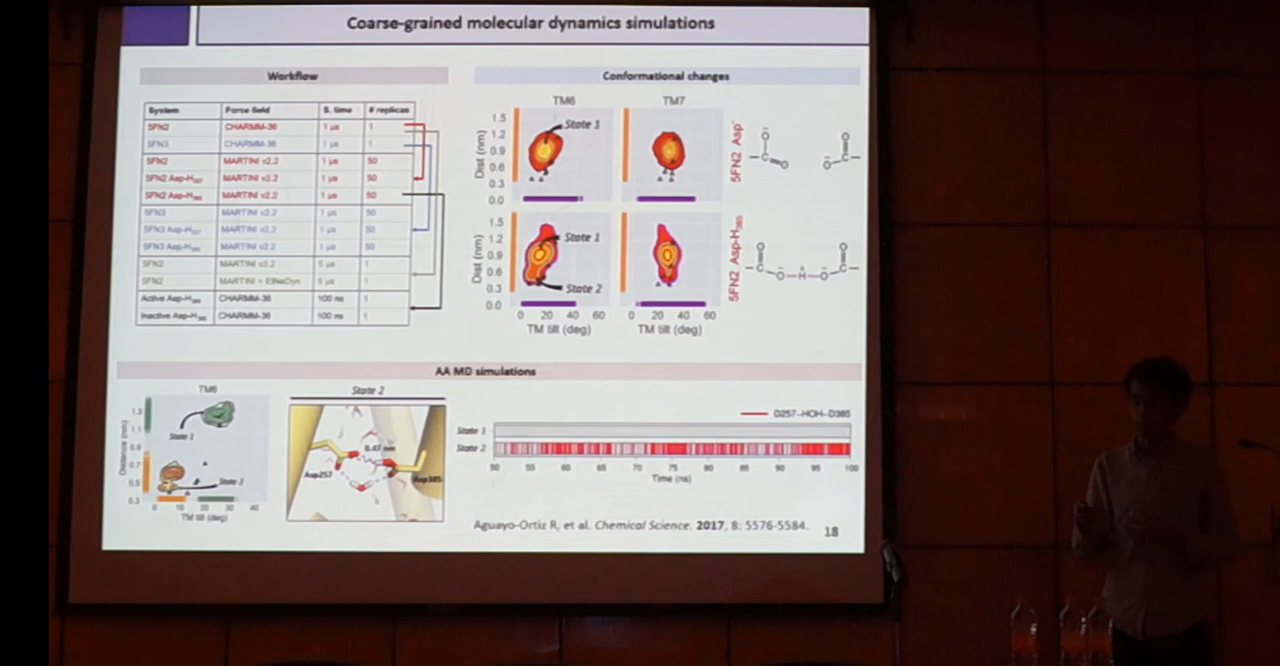 Coarse-grained molecular dynamics simulations
Workflow
System Force field S. time # replicas
5FN2 CHARMM-36 1 µs 1
5FN3 CHARMM-36 1 µs 1
5FN2 MARTINI v2.2 1 µs 50
5FN2 Asp-H257 MARTINI v2.2 1 µs 50
5FN2 Asp-H385 MARTINI v2.2 1 µs 50
5FN3 MARTINI v2.2 1 µs 50
5FN3 Asp-H257 MARTINI v2.2 1 µs 50
5FN3 Asp-H385 MARTINI v2.2 1 µs 50
5FN2 MARTINI v2.2 5 µs 1
5FN2 MARTINI + ElNeDyn 5 µs 1
Active Asp-H385 CHARMM-36 100 ns 1
Inactive Asp-H385 CHARMM-36 100 ns 1
Conformational changes
TM6 TM7
Dist (nm)
1.5
1.2
0.9
0.6
0.3
0.0
State 1
5FN2 Asp-
Dist (nm)
1.5
1.2
0.9
0.6
0.3
0.0
State 1
State 2
5FN2 Asp-H385
0 20 40 60 0 20 40 60
TM tilt (deg) TM tilt (deg)
AA MD simulations
TM6
Distance (nm)
1.3
1.1
0.9
0.7
0.5
0.3
State 1
State 2
0 10 20 30 40
TM tilt (deg)
State 2
0.43 nm
Asp257
Asp385
D257-HOH-D385
State 1
State 2
50 55 60 65 70 75 80 85 90 95 100
Time (ns)
Aguayo-Ortiz R, et al. Chemical Science. 2017, 8: 5576-5584.
18